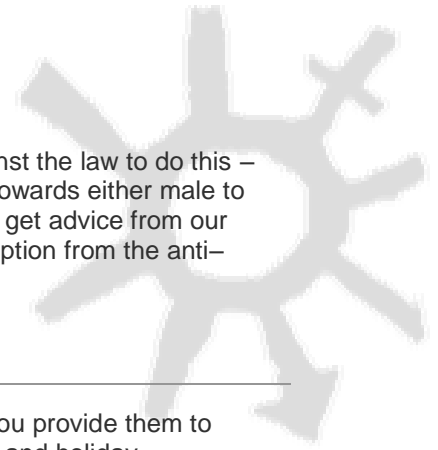 nst the law to do this –
owards either male to
get advice from our
ption from the anti–
ou provide them to
and holiday